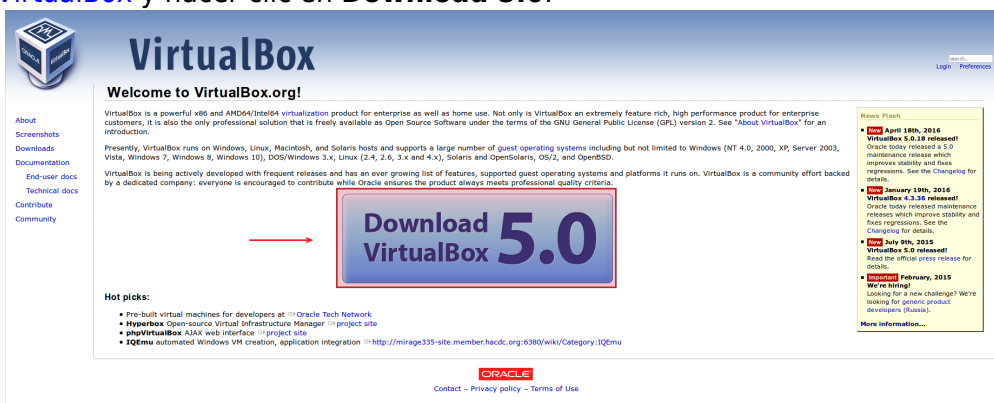 VirtualBox y hacer clic en Download 5.0.
VirtualBox
search...
Login Preferences
Welcome to VirtualBox.org!
VirtualBox is a powerful x86 and AMD64/Intel64 virtualization product for enterprise as well as home use. Not only is VirtualBox an extremely feature rich, high performance product for enterprise
customers, it is also the only professional solution that is freely available as Open Source Software under the terms of the GNU General Public License (GPL) version 2. See "About VirtualBox" for an
introduction.
Presently, VirtualBox runs on Windows, Linux, Macintosh, and Solaris hosts and supports a large number of guest operating systems including but not limited to Windows (NT 4.0, 2000, XP, Server 2003,
Vista, Windows 7, Windows 8, Windows 10), DOS/Windows 3.x, Linux (2.4, 2.6, 3.x and 4.x), Solaris and OpenSolaris, OS/2, and OpenBSD.
VirtualBox is being actively developed with frequent releases and has an ever growing list of features, supported guest operating systems and platforms it runs on. VirtualBox is a community effort backed
by a dedicated company: everyone is encouraged to contribute while Oracle ensures the product always meets professional quality criteria.
About
Screenshots
Downloads
Documentation
End-user docs
Technical docs
Contribute
Community
Download
VirtualBox 5.0
Hot picks:
Pre-built virtual machines for developers at Oracle Tech Network
Hyperbox Open-source Virtual Infrastructure Manager project site
phpVirtualBox AJAX web interface project site
IQEmu automated Windows VM creation, application integration http://mirage335-site.member.hacdc.org:6380/wiki/Category:IQEmu
News Flash
New April 18th, 2016
VirtualBox 5.0.18 released!
Oracle today released a 5.0
maintenance release which
improves stability and fixes
regressions. See the Changelog for
details.
New January 19th, 2016
VirtualBox 4.3.36 released!
Oracle today released maintenance
releases which improve stability and
fixes regressions. See the
Changelog for details.
New July 9th, 2015
VirtualBox 5.0 released!
Read the official press release for
details.
Important February, 2015
We're hiring!
Looking for a new challenge? We're
looking for generic product
developers (Russia).
More information...
ORACLE
Contact – Privacy policy – Terms of Use